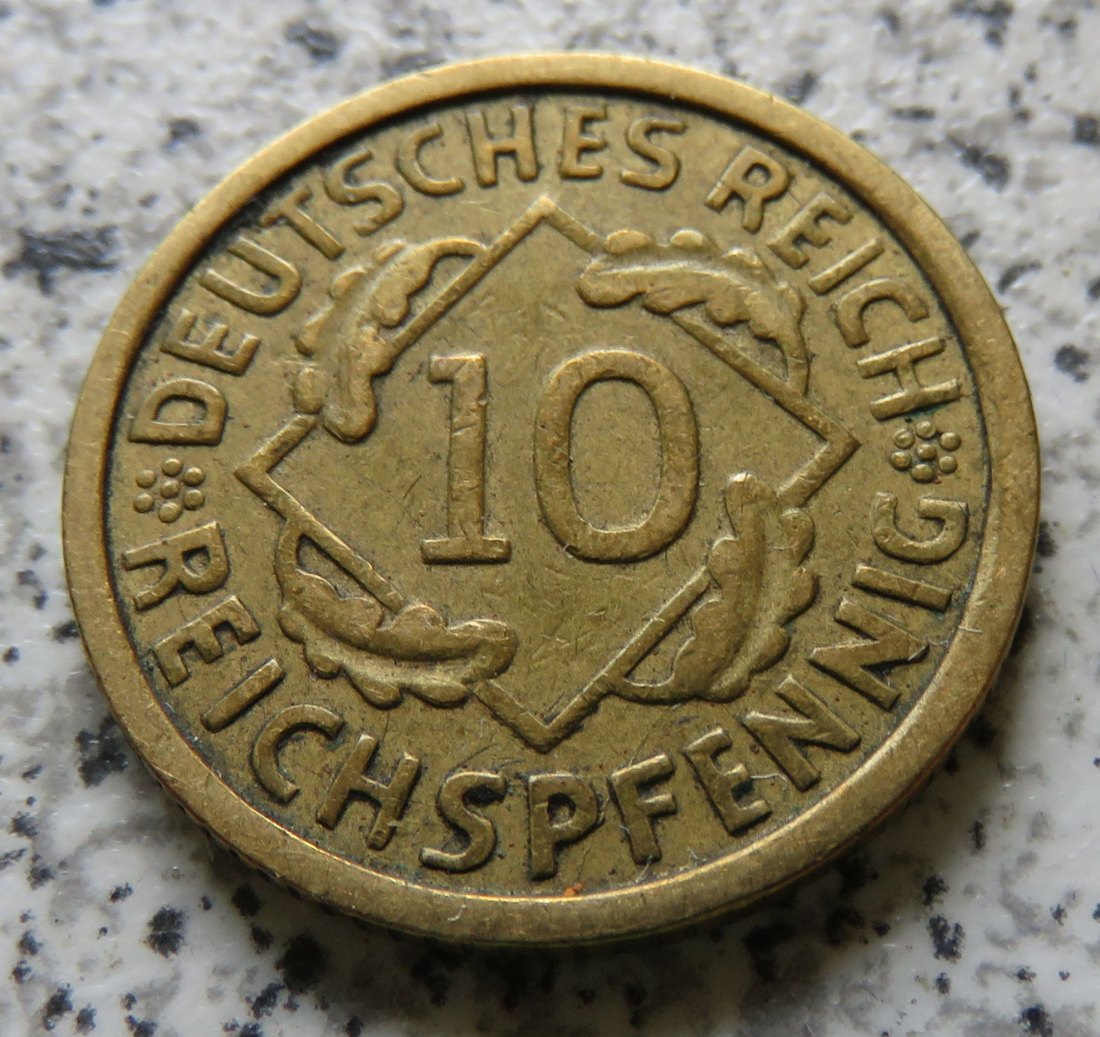 DEUTSCHES REICH
10
REICHSPFENNIG